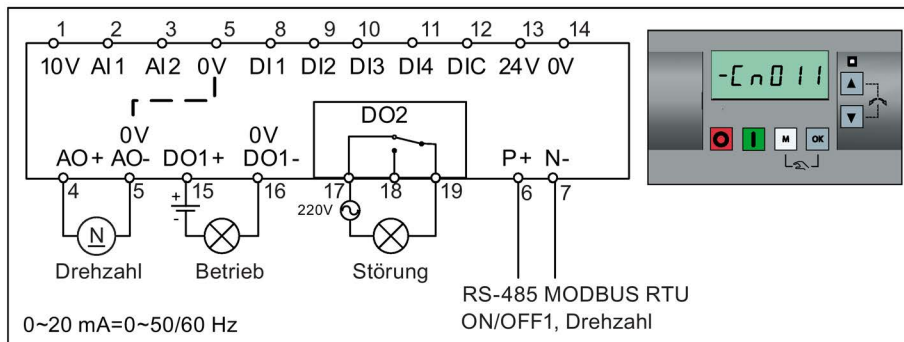 1 2 3 5 8 9 10 11 12 13 14
10V AI1 AI2 0V DI1 DI2 DI3 DI4 DIC 24V 0V
-Cn011
M OK
DO2
0V 0V
AO+ AO- DO1+ DO1- P+ N-
4 5 15 16 17 18 19 6 7
+
-
220V
N
Drehzahl Betrieb Störung
RS-485 MODBUS RTU
ON/OFF1, Drehzahl
0~20 mA=0~50/60 Hz